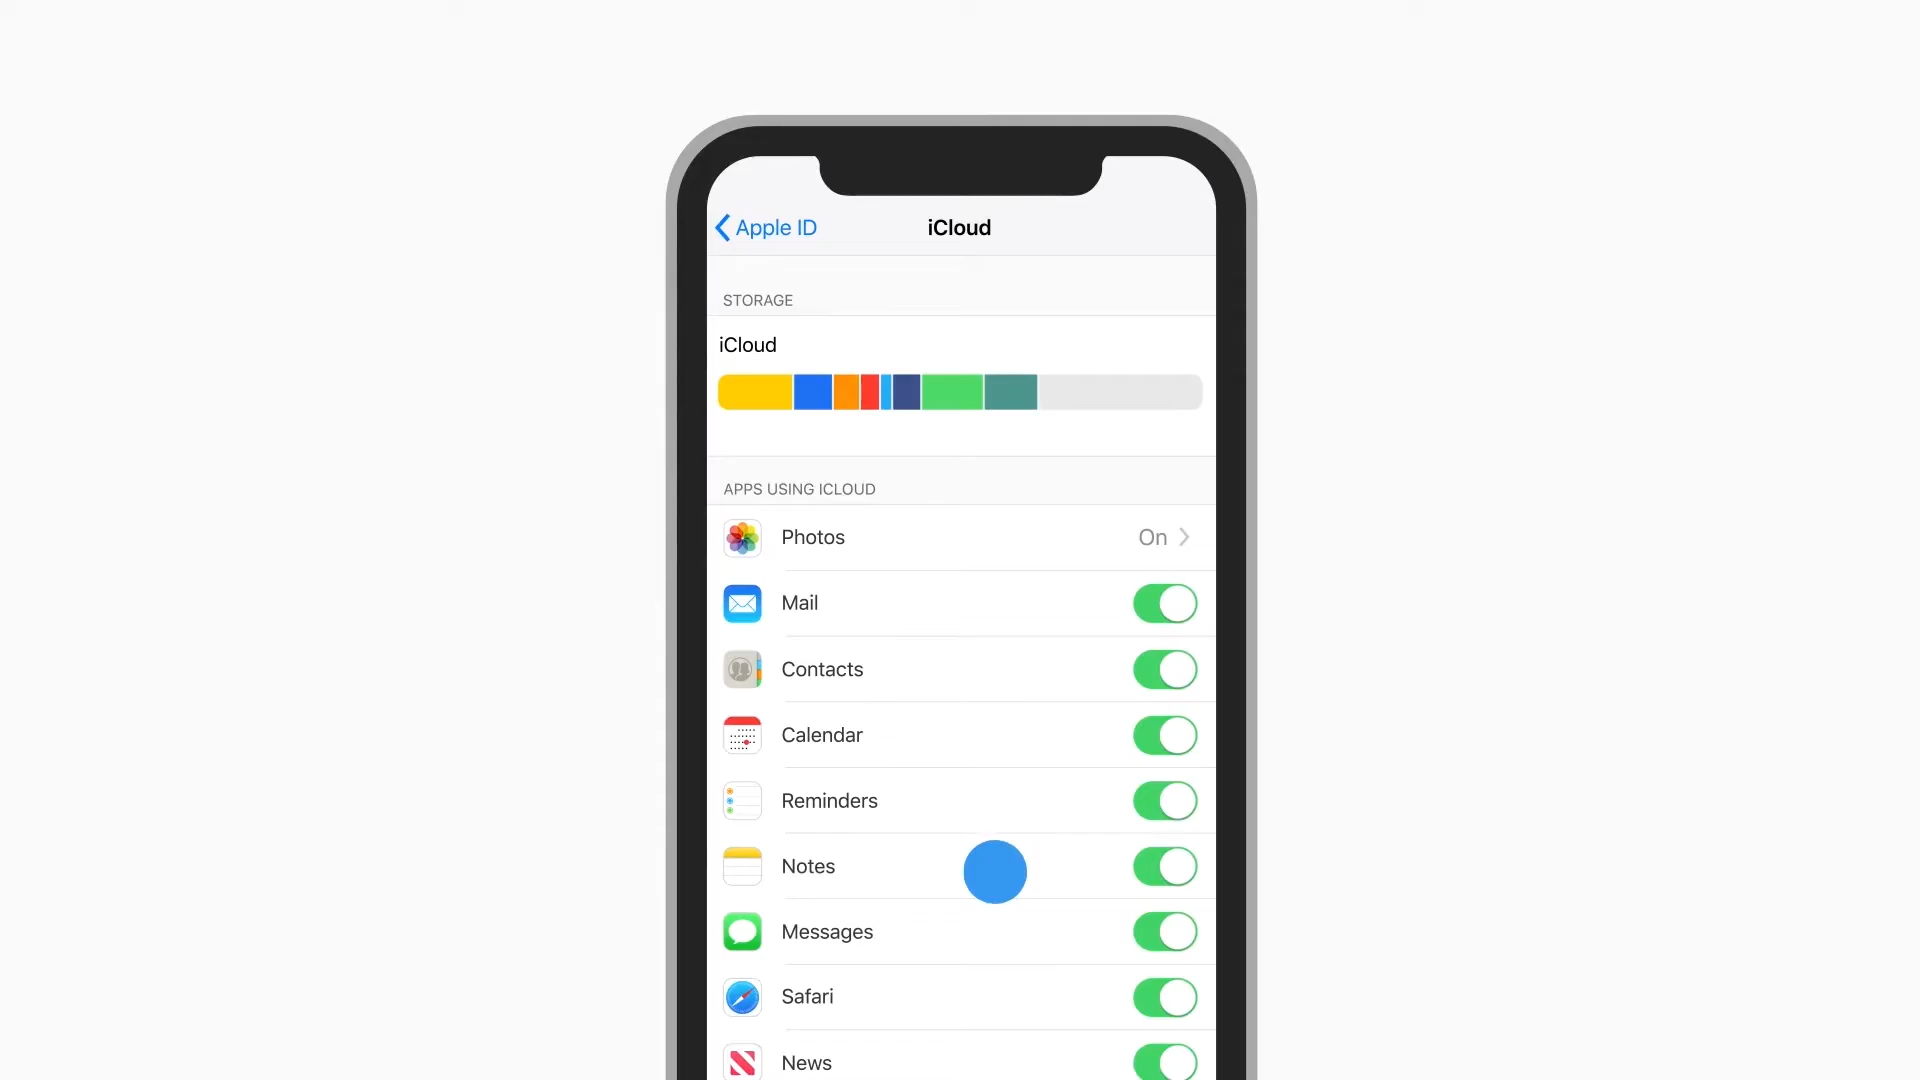 Apple ID
iCloud
STORAGE
iCloud
APPS USING ICLOUD
Photos On
Mail
Contacts
Calendar
Reminders
Notes
Messages
Safari
News